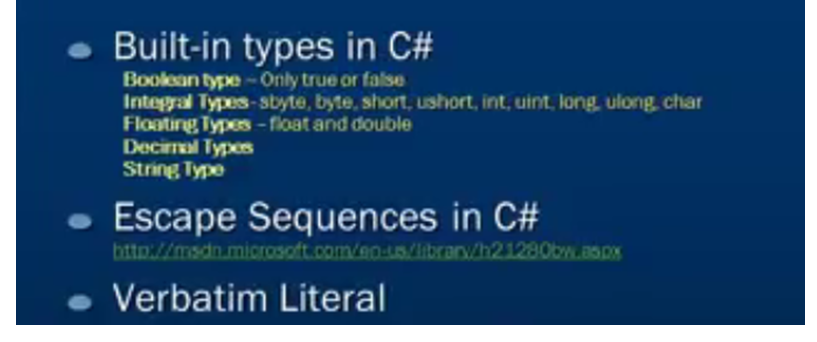 Built-in types in C#
Boolean type – Only true or false
Integral Types - sbyte, byte, short, ushort, int, uint, long, ulong, char
Floating Types – float and double
Decimal Types
String Type
Escape Sequences in C#
http://msdn.microsoft.com/en-us/library/h21280bw.aspx
Verbatim Literal